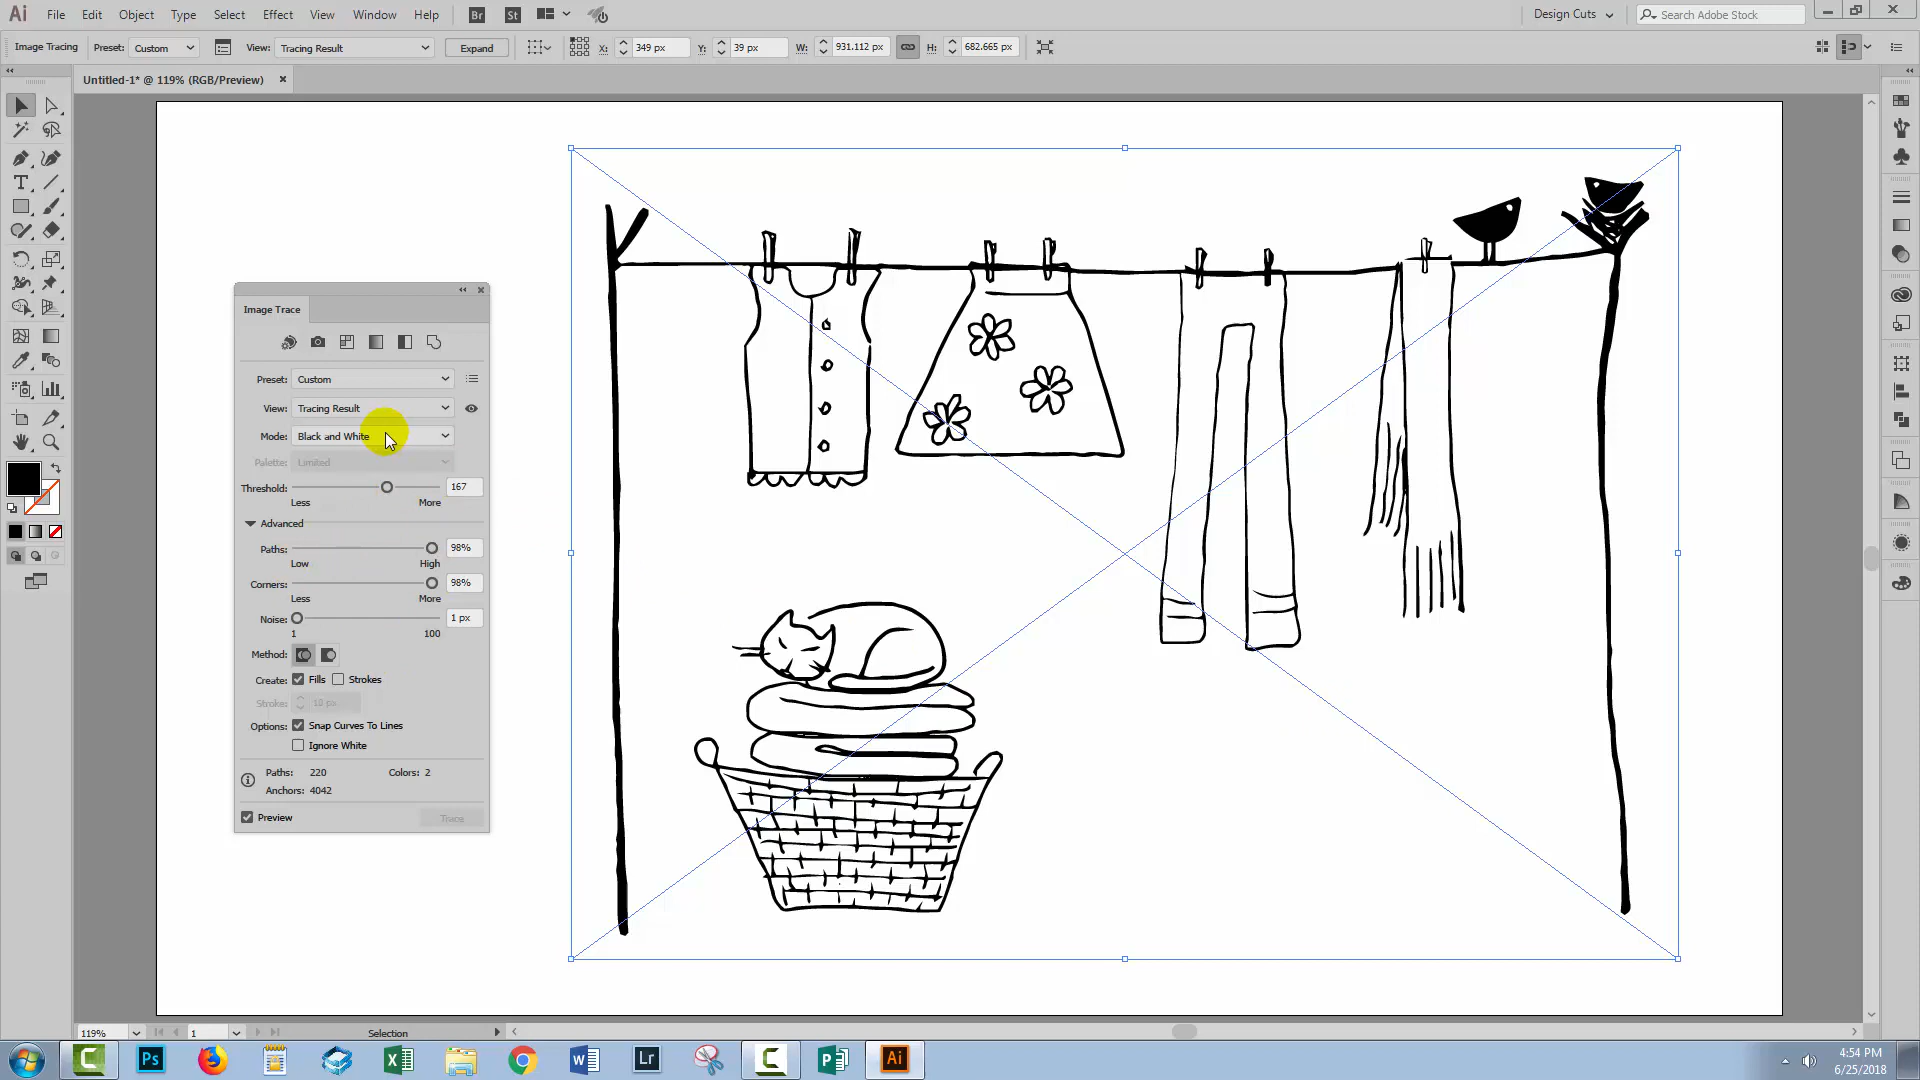 Ai File Edit Object Type Select Effect View Window Help Br St Design Cuts Search Adobe Stock
Image Tracing Preset: Custom View: Tracing Result Expand X: 349 px Y: 39 px W: 931.112 px H: 682.665 px
Untitled-1* @ 119% (RGB/Preview)
Image Trace
Preset: Custom
View: Tracing Result
Mode: Black and White
Palette: Limited
Threshold: 167
Less More
Advanced
Paths: 98%
Low High
Corners: 98%
Less More
Noise: 1 px
1 100
Method:
Create: Fills Strokes
Stroke: 10 px
Options: Snap Curves To Lines
Ignore White
Paths: 220 Colors: 2
Anchors: 4042
Preview Trace
119% 1 Selection
Ps Lr Ai
4:54 PM
6/25/2018